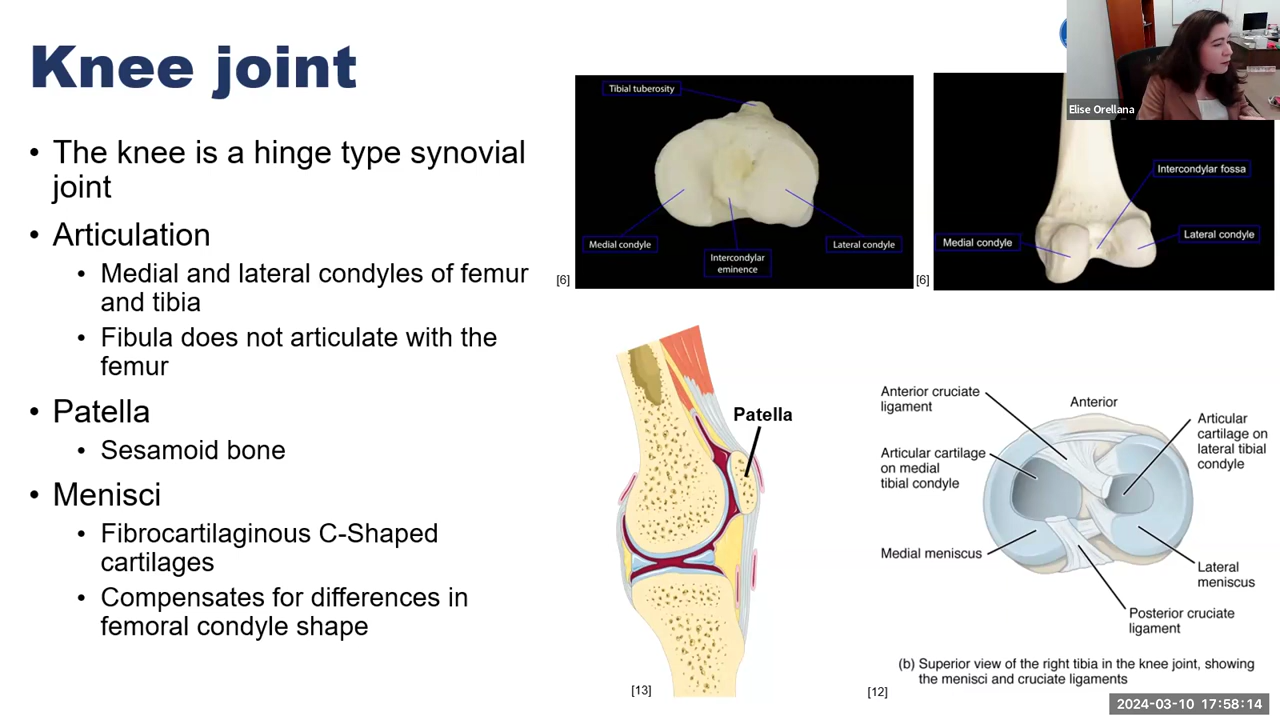 Knee joint
• The knee is a hinge type synovial
joint
• Articulation
• Medial and lateral condyles of femur
and tibia
• Fibula does not articulate with the
femur
• Patella
• Sesamoid bone
• Menisci
• Fibrocartilaginous C-Shaped
cartilages
• Compensates for differences in
femoral condyle shape
Tibial tuberosity
Medial condyle
Intercondylar
eminence
Lateral condyle
[6]
Intercondylar fossa
Medial condyle
Lateral condyle
[6]
Elise Orellana
Patella
[13]
Anterior cruciate
ligament
Anterior
Articular
cartilage on
lateral tibial
condyle
Articular cartilage
on medial
tibial condyle
Medial meniscus
Lateral
meniscus
Posterior cruciate
ligament
(b) Superior view of the right tibia in the knee joint, showing
the menisci and cruciate ligaments
[12]
2024-03-10 17:58:14